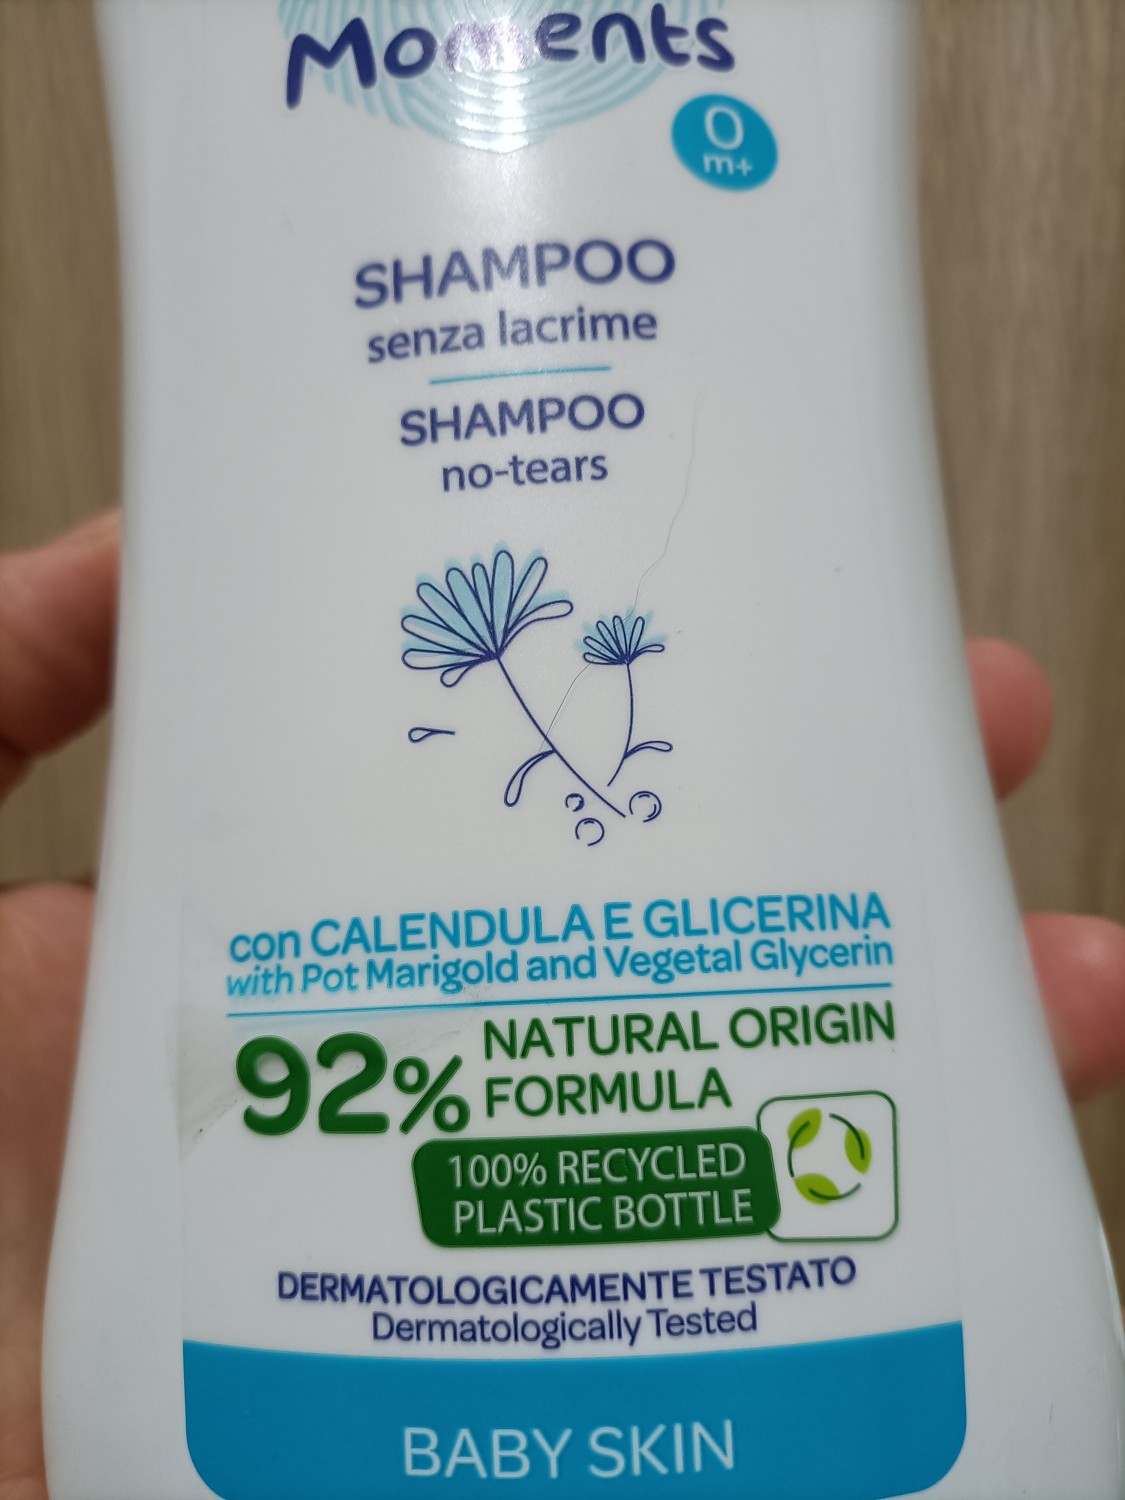 Moments
0
m+
SHAMPOO
senza lacrime
SHAMPOO
no-tears
con CALENDULA E GLICERINA
with Pot Marigold and Vegetal Glycerin
92% NATURAL ORIGIN
FORMULA
100% RECYCLED
PLASTIC BOTTLE
DERMATOLOGICAMENTE TESTATO
Dermatologically Tested
BABY SKIN